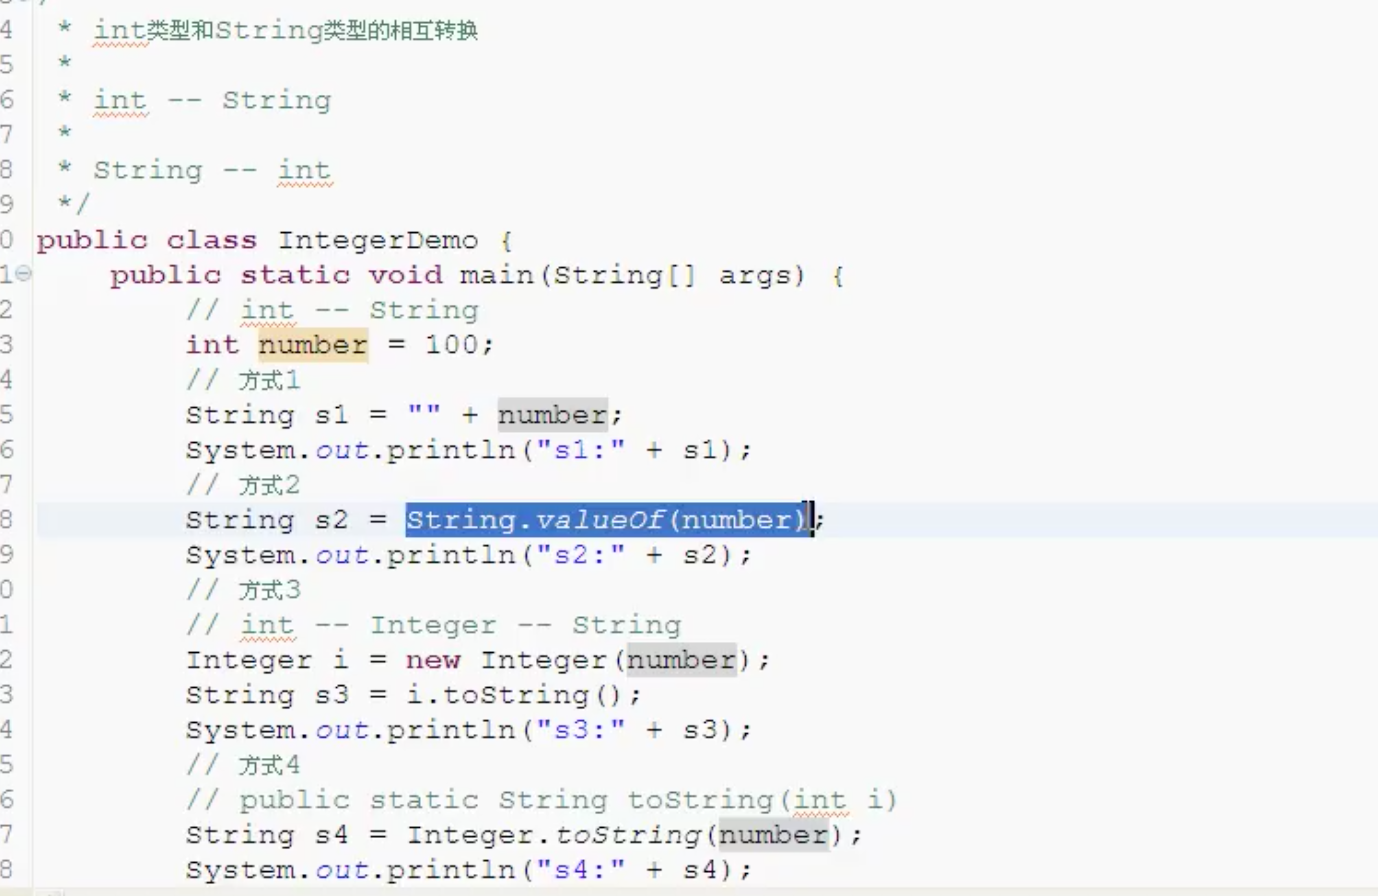 4 * int类型和String类型的相互转换
5 *
6 * int -- String
7 *
8 * String -- int
9 */
0 public class IntegerDemo {
1 public static void main(String[] args) {
2 // int -- String
3 int number = 100;
4 // 方式1
5 String s1 = "" + number;
6 System.out.println("s1:" + s1);
7 // 方式2
8 String s2 = String.valueOf(number);
9 System.out.println("s2:" + s2);
0 // 方式3
1 // int -- Integer -- String
2 Integer i = new Integer(number);
3 String s3 = i.toString();
4 System.out.println("s3:" + s3);
5 // 方式4
6 // public static String toString(int i)
7 String s4 = Integer.toString(number);
8 System.out.println("s4:" + s4);